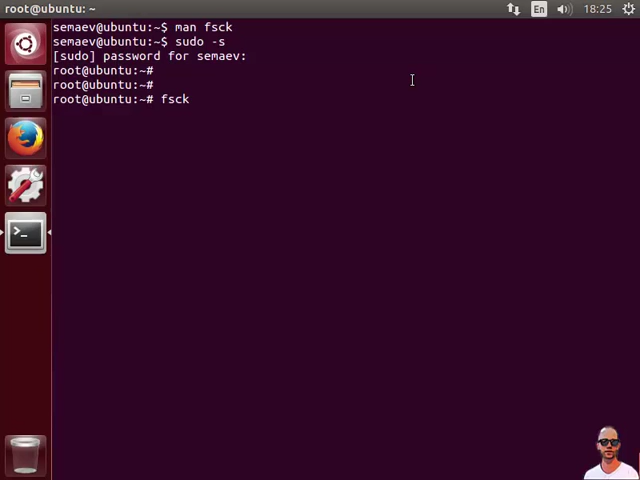 root@ubuntu: ~
En
18:25
semaev@ubuntu:~$ man fsck
semaev@ubuntu:~$ sudo -s
[sudo] password for semaev:
root@ubuntu:~#
root@ubuntu:~#
root@ubuntu:~# fsck
>_